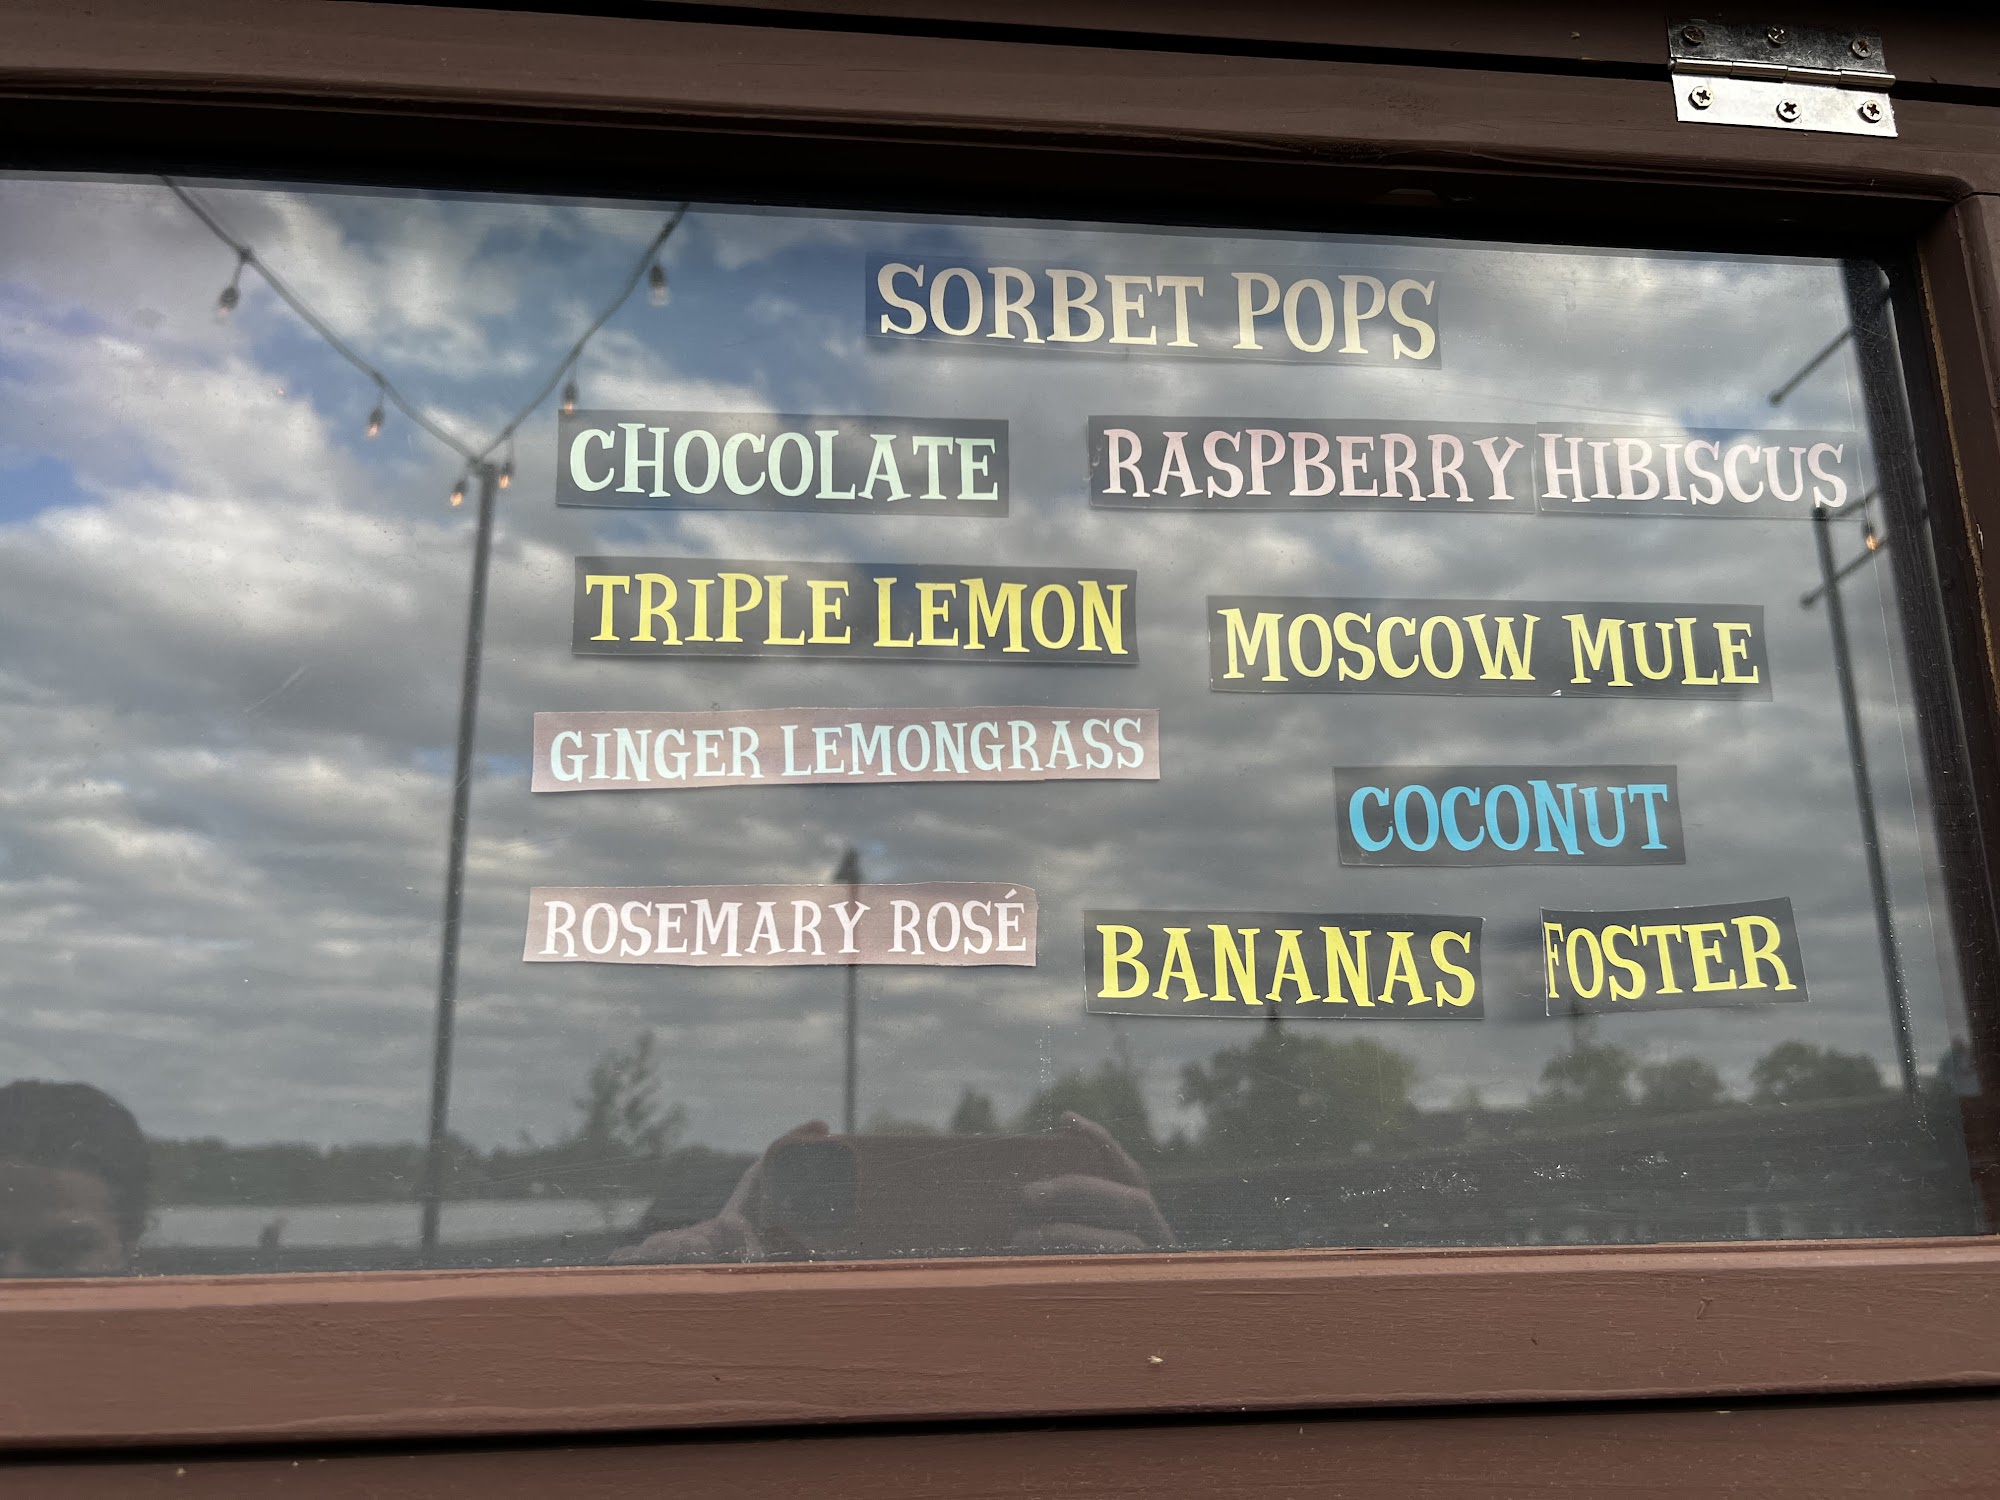 SORBET POPS
CHOCOLATE
RASPBERRY HIBISCUS
TRIPLE LEMON
MOSCOW MULE
GINGER LEMONGRASS
COCONUT
ROSEMARY ROSÉ
BANANAS FOSTER